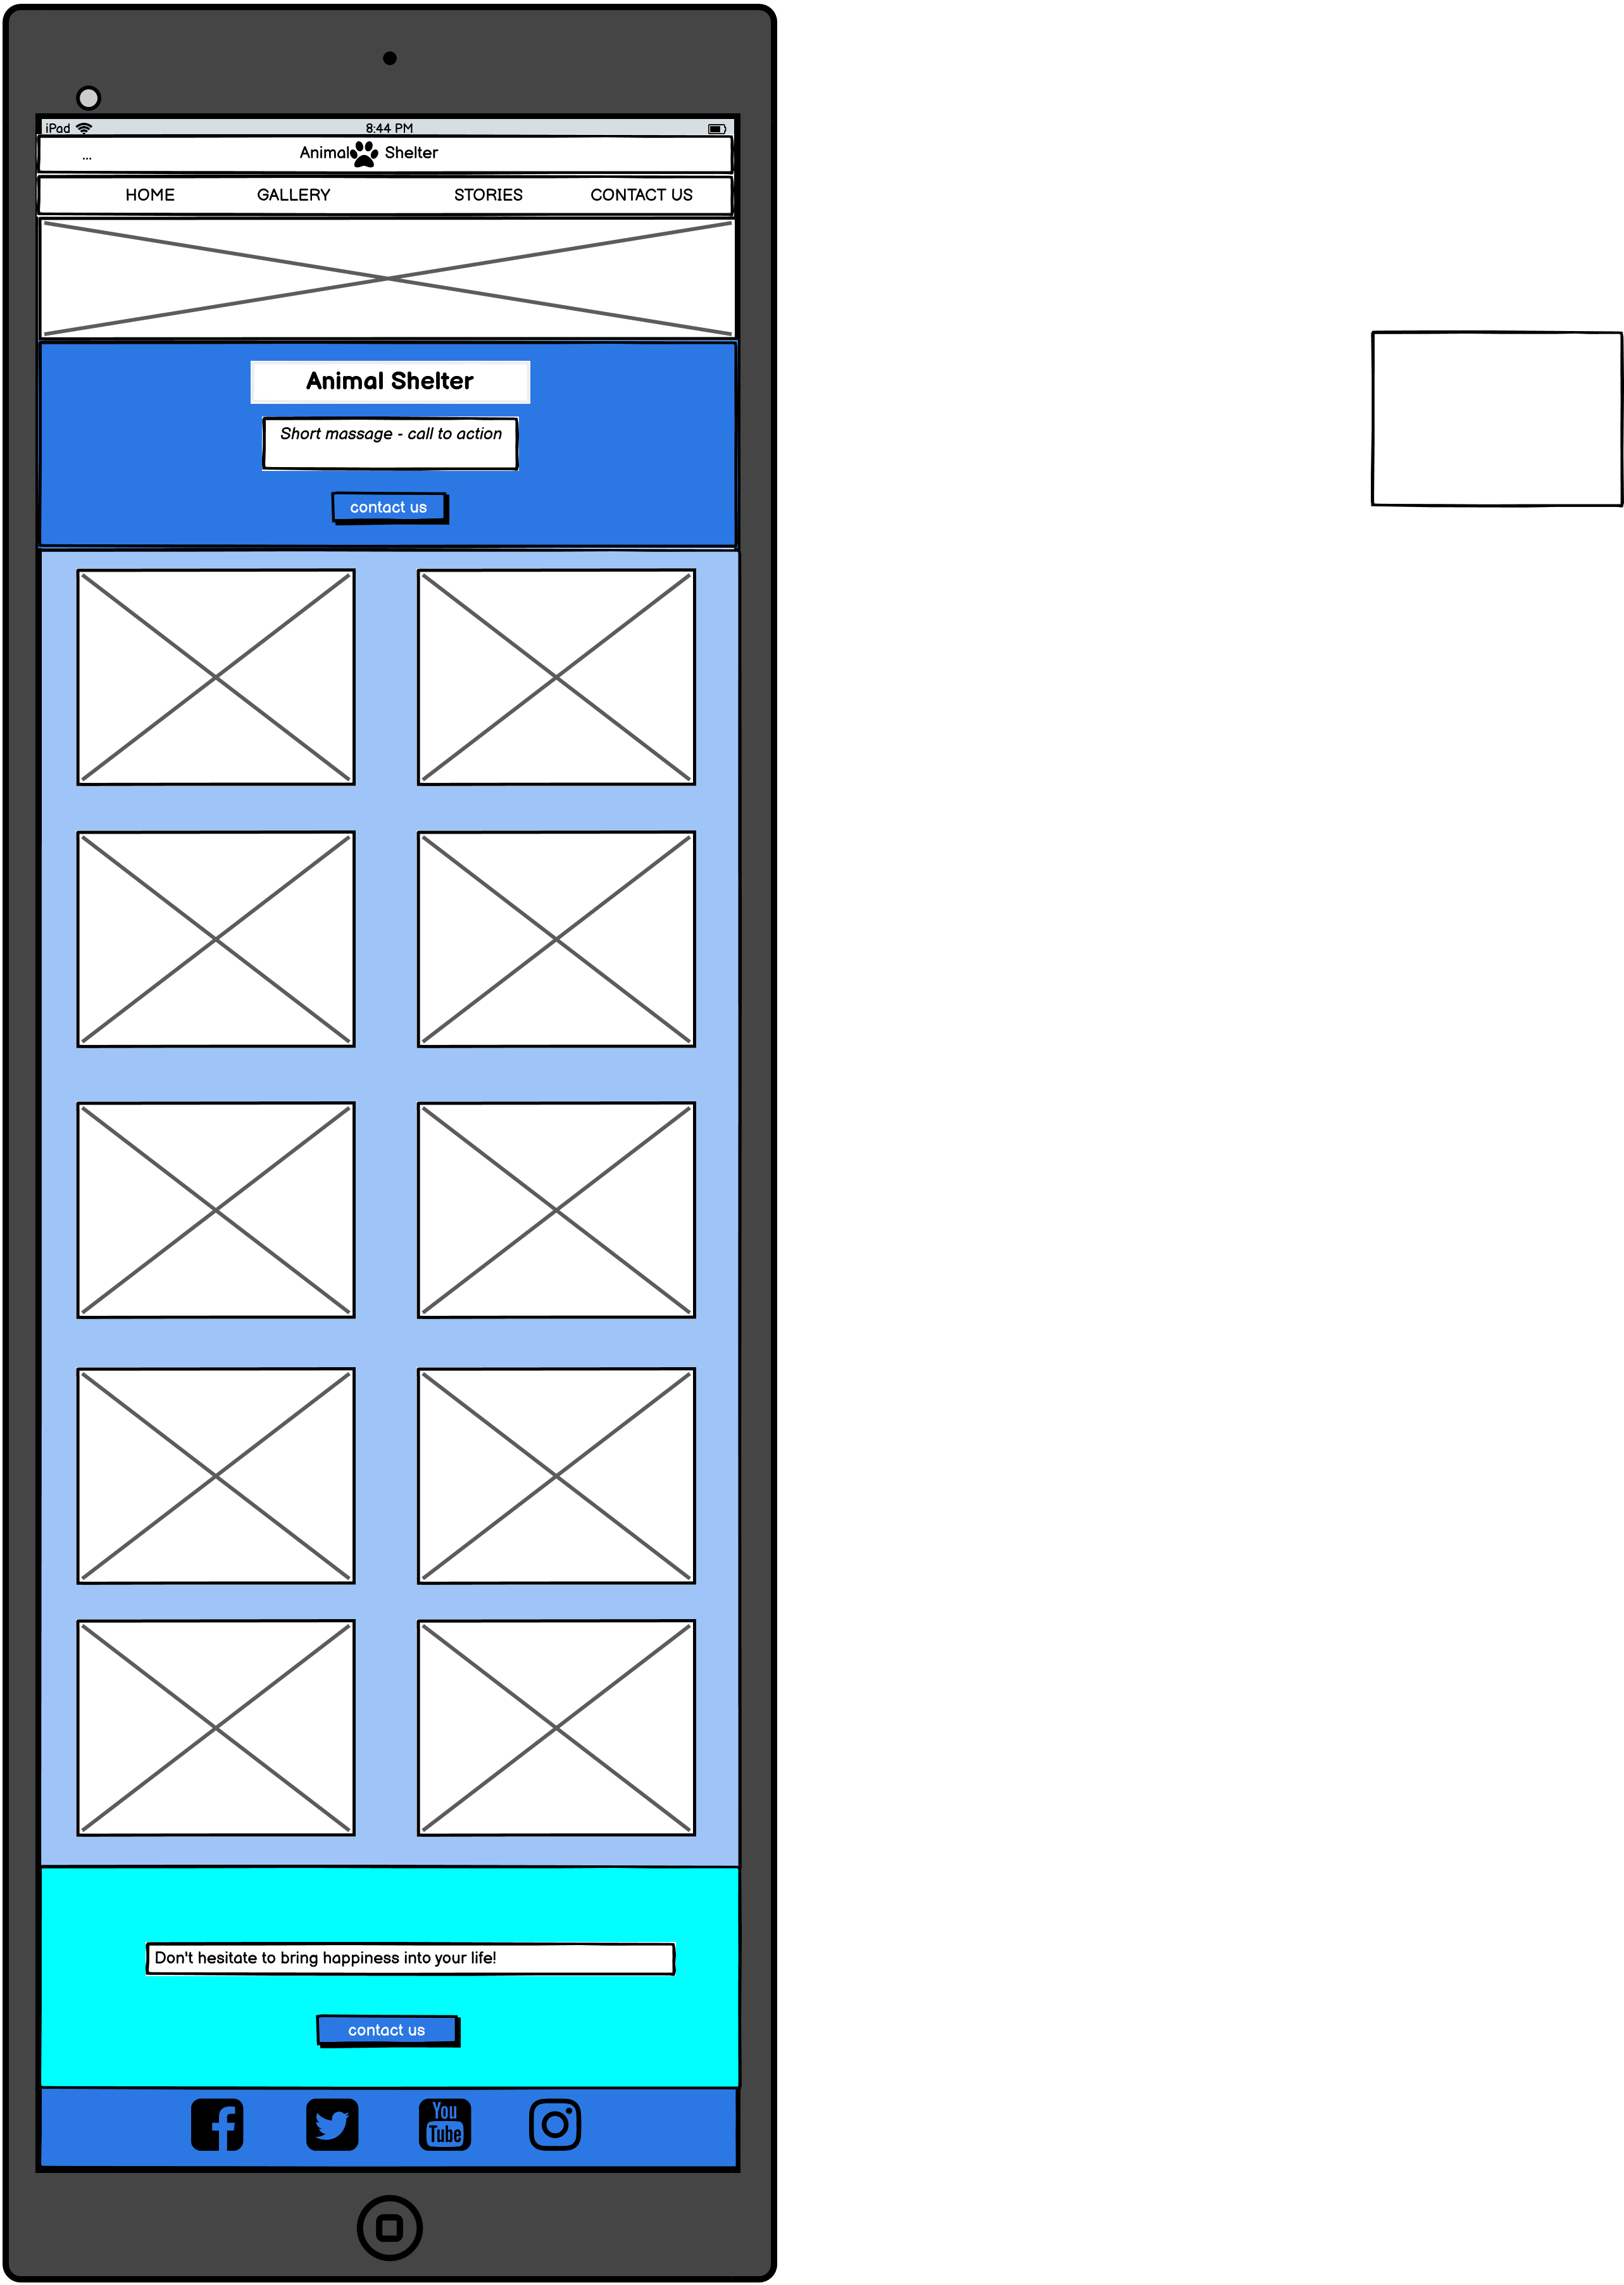 iPad 8:44 PM
... Animal Shelter
HOME GALLERY STORIES CONTACT US
Animal Shelter
Short massage - call to action
contact us
Don't hesitate to bring happiness into your life!
contact us
You
Tube